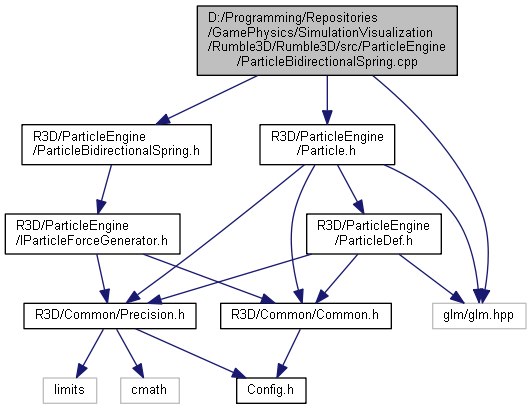 D:/Programming/Repositories
/GamePhysics/SimulationVisualization
/Rumble3D/Rumble3D/src/ParticleEngine
/ParticleBidirectionalSpring.cpp
R3D/ParticleEngine
/ParticleBidirectionalSpring.h
R3D/ParticleEngine
/Particle.h
R3D/ParticleEngine
/IParticleForceGenerator.h
R3D/ParticleEngine
/ParticleDef.h
R3D/Common/Precision.h
R3D/Common/Common.h
glm/glm.hpp
limits
cmath
Config.h